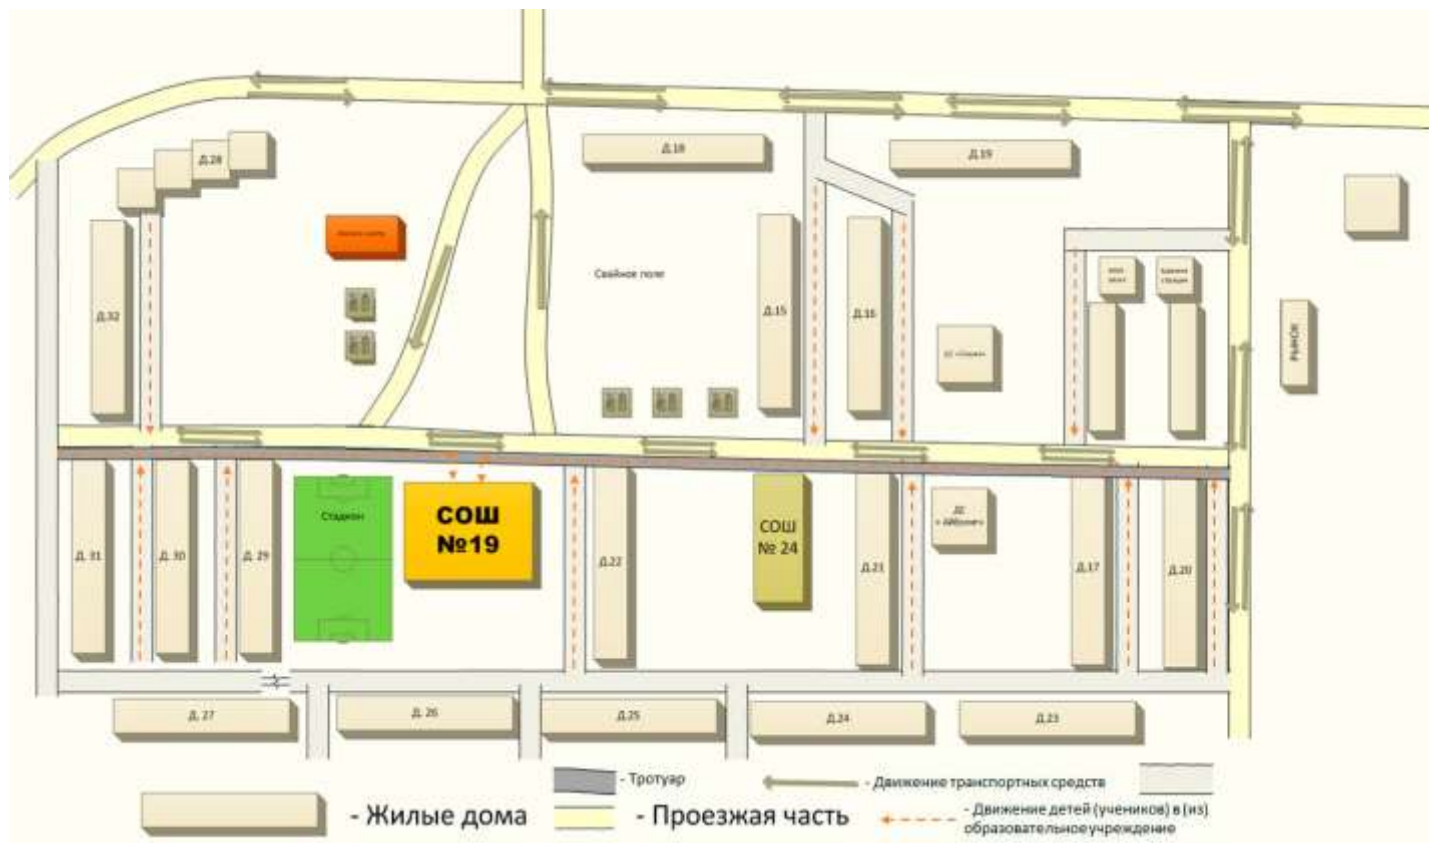 Д.18
Д.19
Д.28
Свайное поле
Д.32
Д.15
Д.16
РЫНОК
Стадион
СОШ
№19
СОШ
№ 24
ДС
Д. 31
Д. 30
Д. 29
Д.22
Д.21
Д.17
Д.20
Д. 27
Д. 26
Д.25
Д.24
Д.23
- Тротуар
- Движение транспортных средств
- Жилые дома
- Проезжая часть
- Движение детей (учеников) в (из)
образовательное учреждение